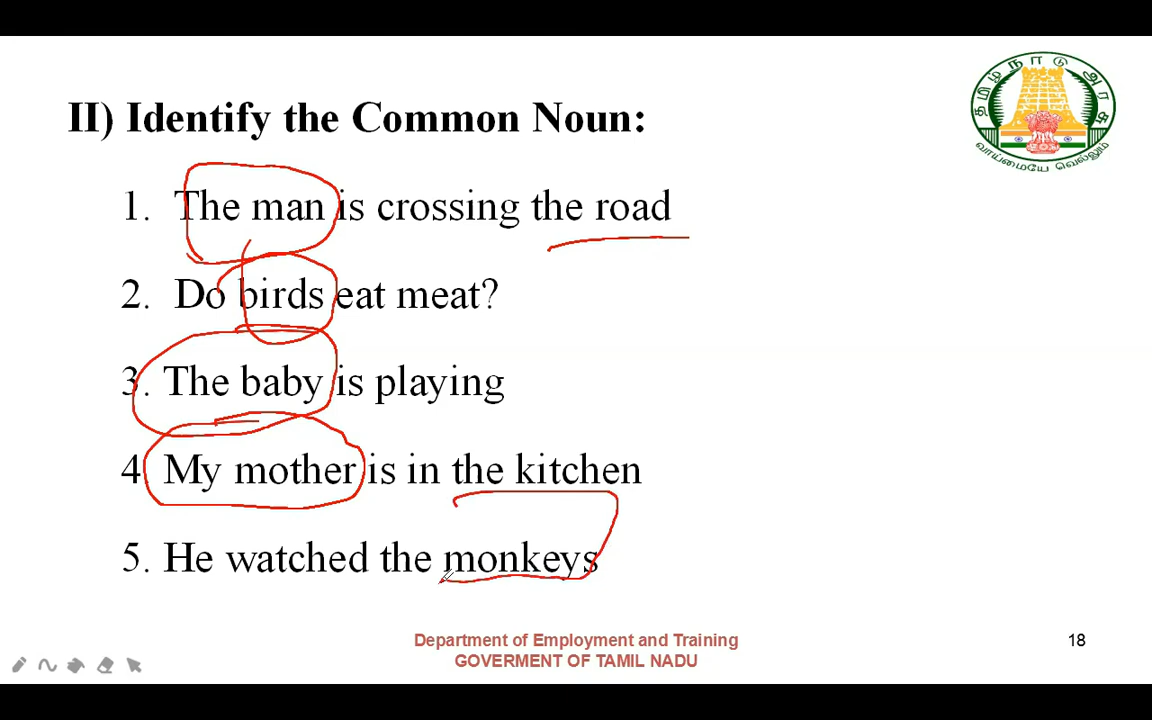 தமிழ்நாடு அரசு
வாய்மையே வெல்லும்
II) Identify the Common Noun:
1. The man is crossing the road
2. Do birds eat meat?
3. The baby is playing
4. My mother is in the kitchen
5. He watched the monkeys
Department of Employment and Training
GOVERMENT OF TAMIL NADU
18